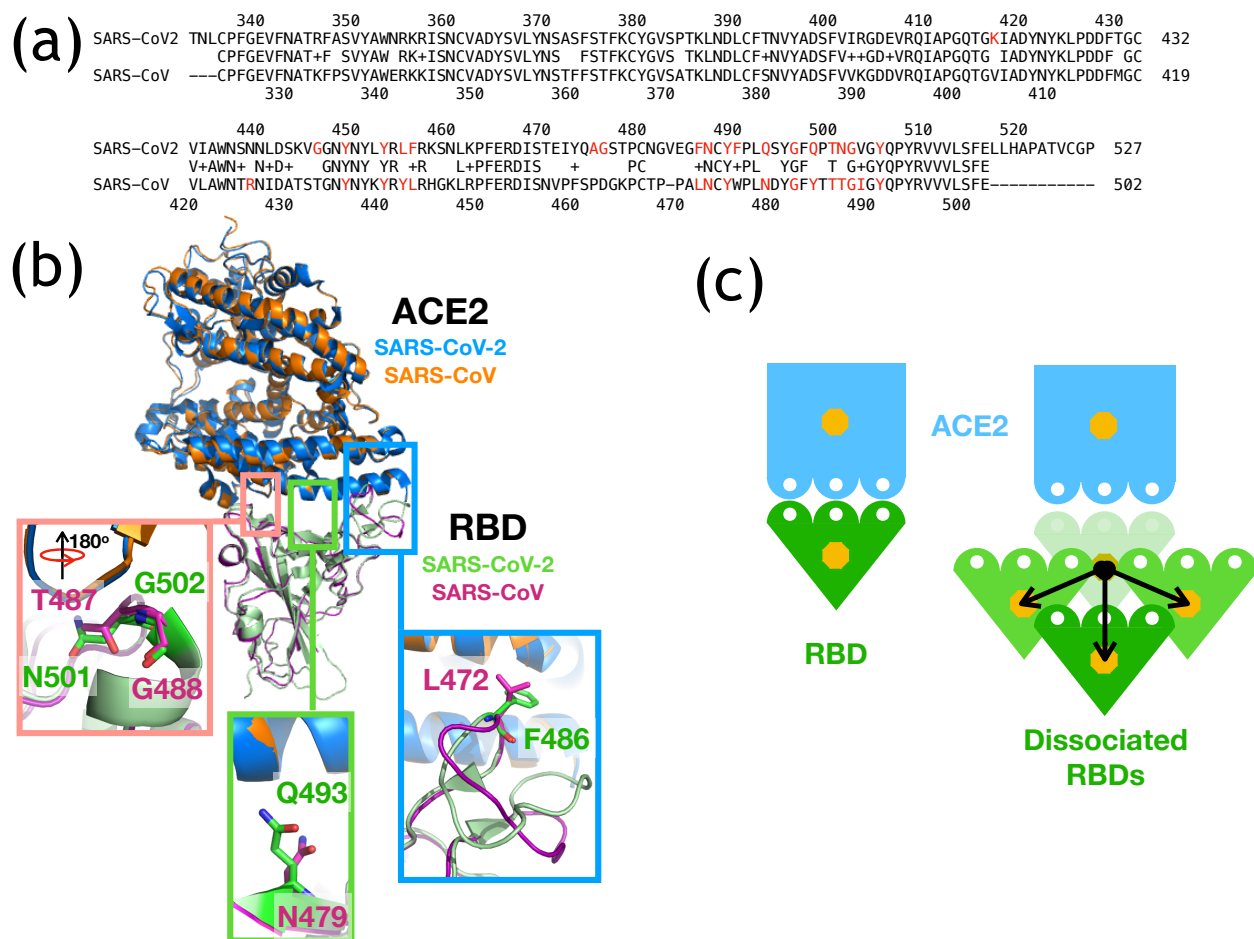 (a)
340 350 360 370 380 390 400 410 420 430
SARS-CoV2 TNLCPFGEVFNATRFASVYAWNRKRISNCVADYSVLYNSASFSTFKCYGVSPTKLNDLCFTNVYADSFVIRGDEVRQIAPGQTGKIADYNYKLPDDFTGC 432
CPFGEVFNAT+F SVYAW RK+ISNCVADYSVLYNS FSTFKCYGVS TKLNDLCF+NVYADSFV++GD+VRQIAPGQTG IADYNYKLPDDF GC
SARS-CoV ---CPFGEVFNATKFPSVYAWERKKISNCVADYSVLYNSTFFSTFKCYGVSATKLNDLCFSNVYADSFVVKGDDVRQIAPGQTGVIADYNYKLPDDFMGC 419
330 340 350 360 370 380 390 400 410
440 450 460 470 480 490 500 510 520
SARS-CoV2 VIAWNSNNLDSKVGGNYNYLYRLFRKSNLKPFERDISTEIYQAGSTPCNGVEGFNCYFPLQSYGFQPTNGVGYQPYRVVVLSFELLHAPATVCGP 527
V+AWN+ N+D+ GNYNY YR +R L+PFERDIS + PC +NCY+PL YGF T G+GYQPYRVVVLSFE
SARS-CoV VLAWNTRNIDATSTGNYNYKYRYLRHGKLRPFERDISNVPFSPDGKPCTP-PALNCYWPLNDYGFYTTTGIGYQPYRVVVLSFE----------- 502
420 430 440 450 460 470 480 490 500
(b)
ACE2
SARS-CoV-2
SARS-CoV
RBD
SARS-CoV-2
SARS-CoV
180º
T487
G502
N501
G488
Q493
N479
L472
F486
(c)
ACE2
RBD
Dissociated
RBDs